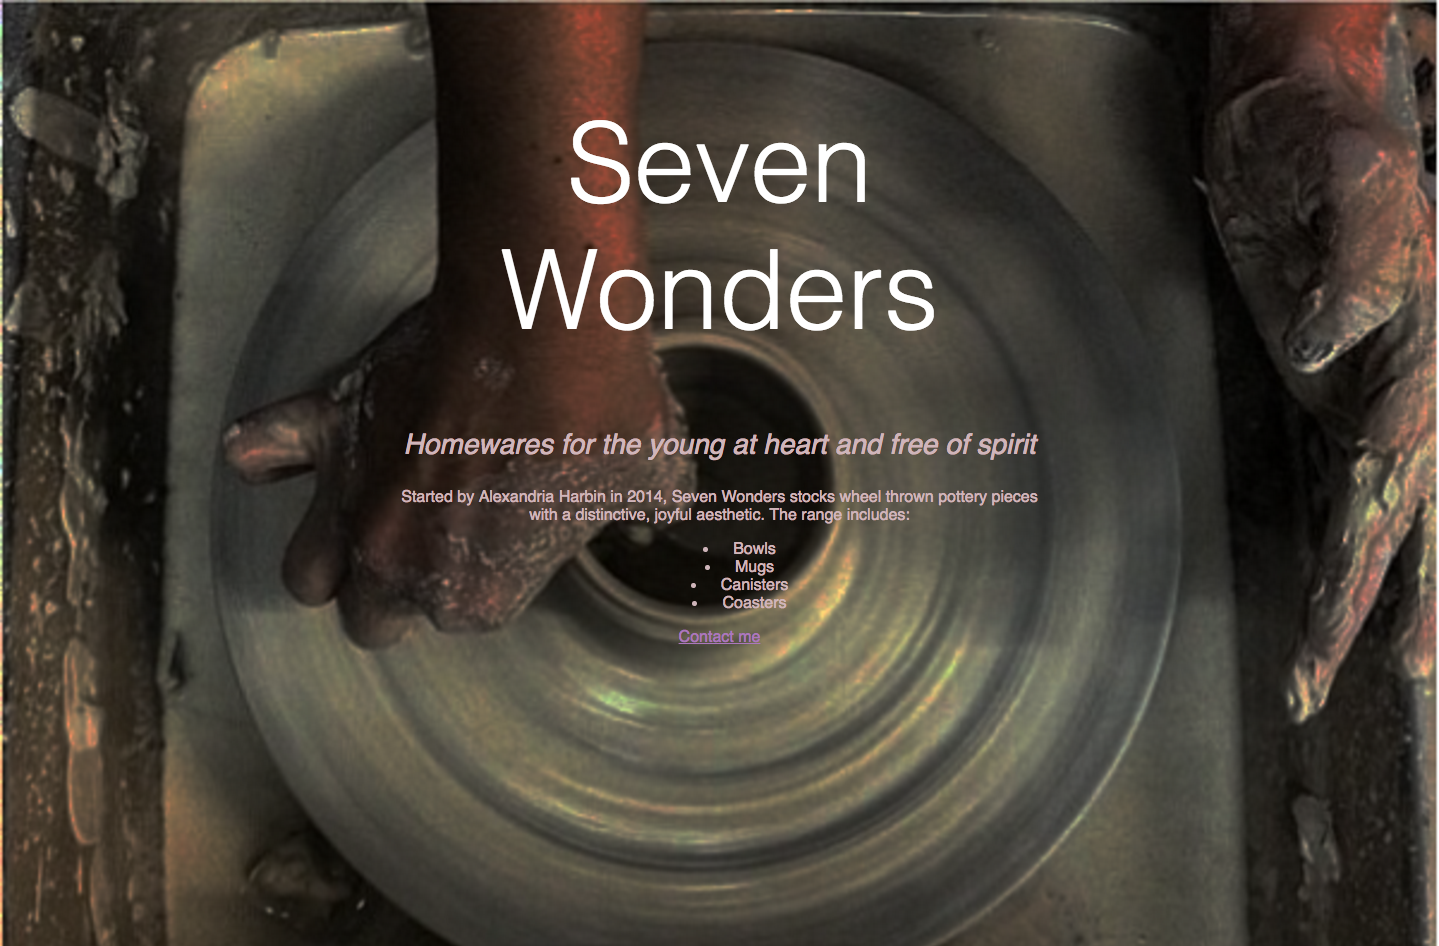 Seven
Wonders
Homewares for the young at heart and free of spirit
Started by Alexandria Harbin in 2014, Seven Wonders stocks wheel thrown pottery pieces
with a distinctive, joyful aesthetic. The range includes:
• Bowls
• Mugs
• Canisters
• Coasters
Contact me